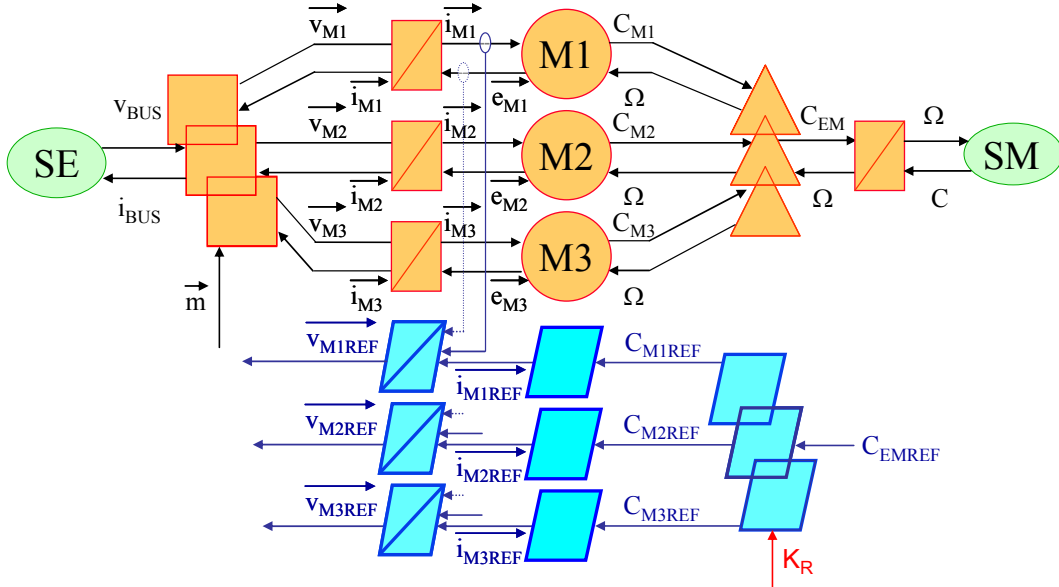 v_M1 i_M1 C_M1
M1
v_BUS i_M1 e_M1 Ω
v_M2 i_M2 C_M2 C_EM Ω
SE M2 SM
i_BUS i_M2 e_M2 Ω Ω C
v_M3 i_M3 C_M3
M3
m i_M3 e_M3 Ω
v_M1REF C_M1REF
i_M1REF
v_M2REF C_M2REF C_EMREF
i_M2REF
v_M3REF C_M3REF
i_M3REF
K_R